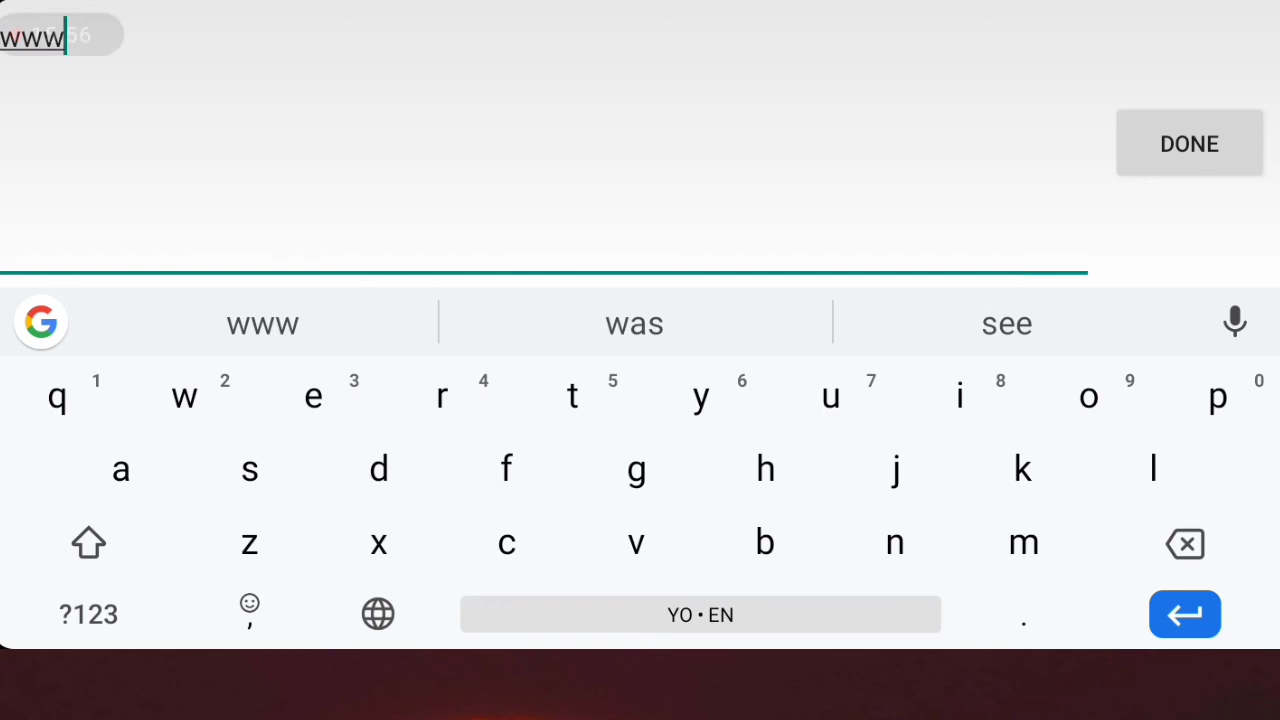 www
DONE
www was see
q 1 w 2 e 3 r 4 t 5 y 6 u 7 i 8 o 9 p 0
a s d f g h j k l
z x c v b n m
?123 , YO • EN .